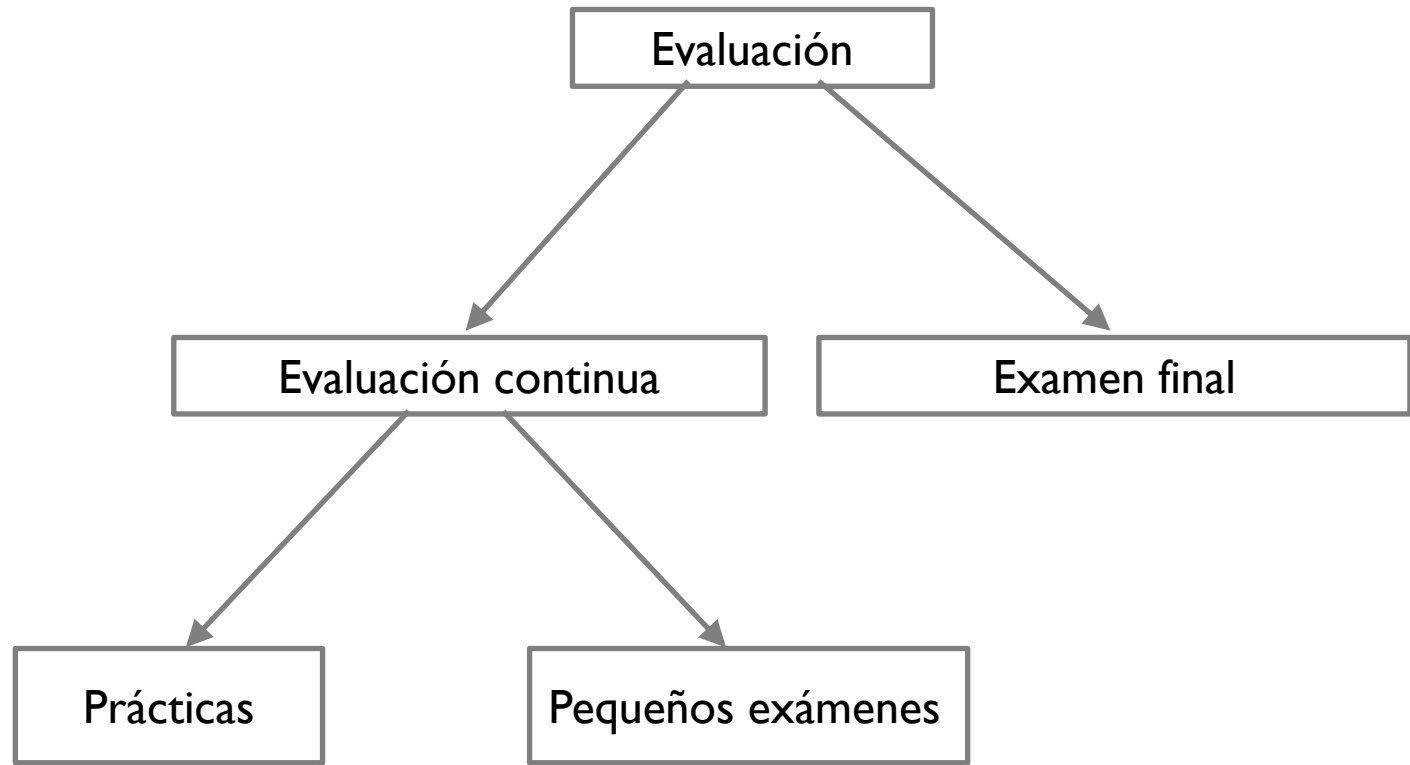 Evaluación
Evaluación continua
Examen final
Prácticas
Pequeños exámenes